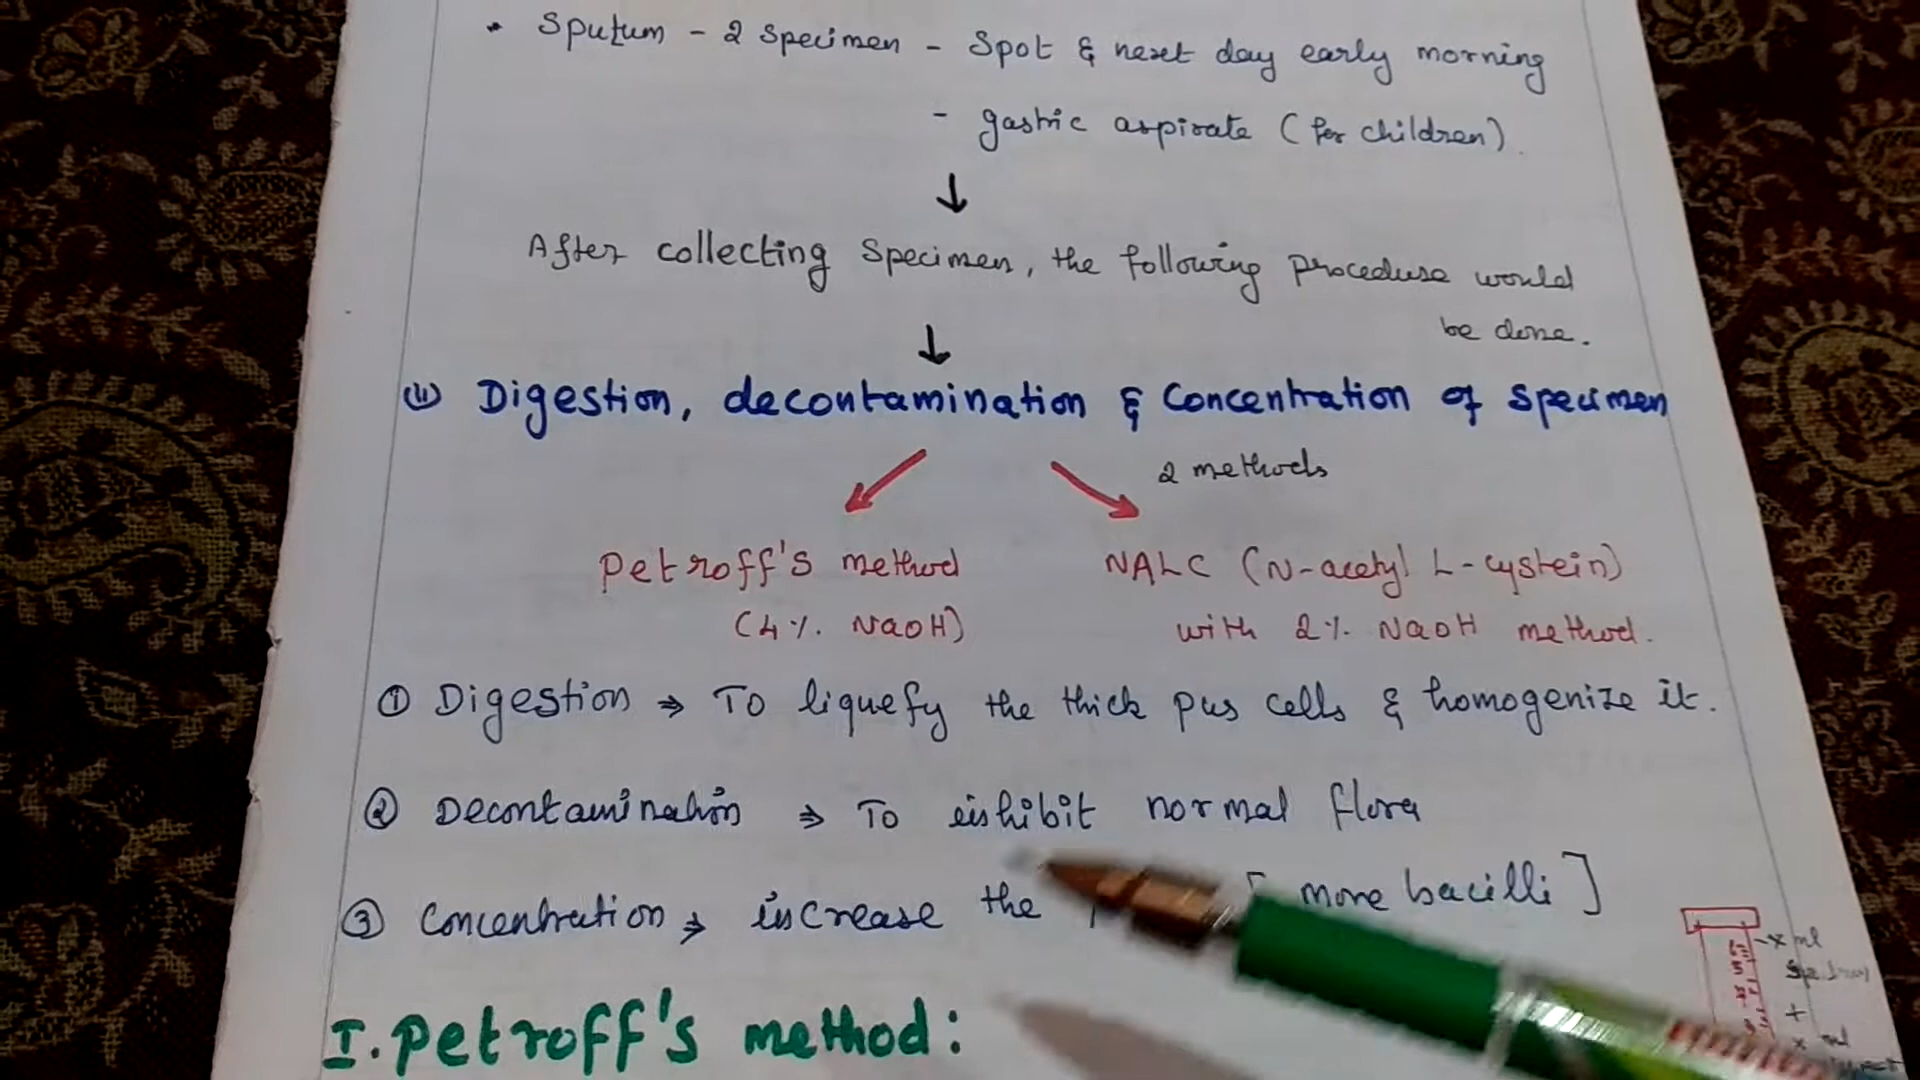 * Sputum - 2 Specimen - Spot & next day early morning
- gastric aspirate (for children).
↓
After collecting Specimen, the following procedure would
be done.
↓
(ii) Digestion, decontamination & Concentration of specimen
2 methods
Petroff's method
(4%. NaOH)
NALC (N-acetyl L-cystein)
with 2%. NaOH method.
① Digestion ⇒ To liquefy the thick pus cells & homogenize it.
② Decontamination ⇒ To inhibit normal flora
③ Concentration ⇒ increase the [ more bacilli ]
x ml
+
x ml
I. Petroff's method: